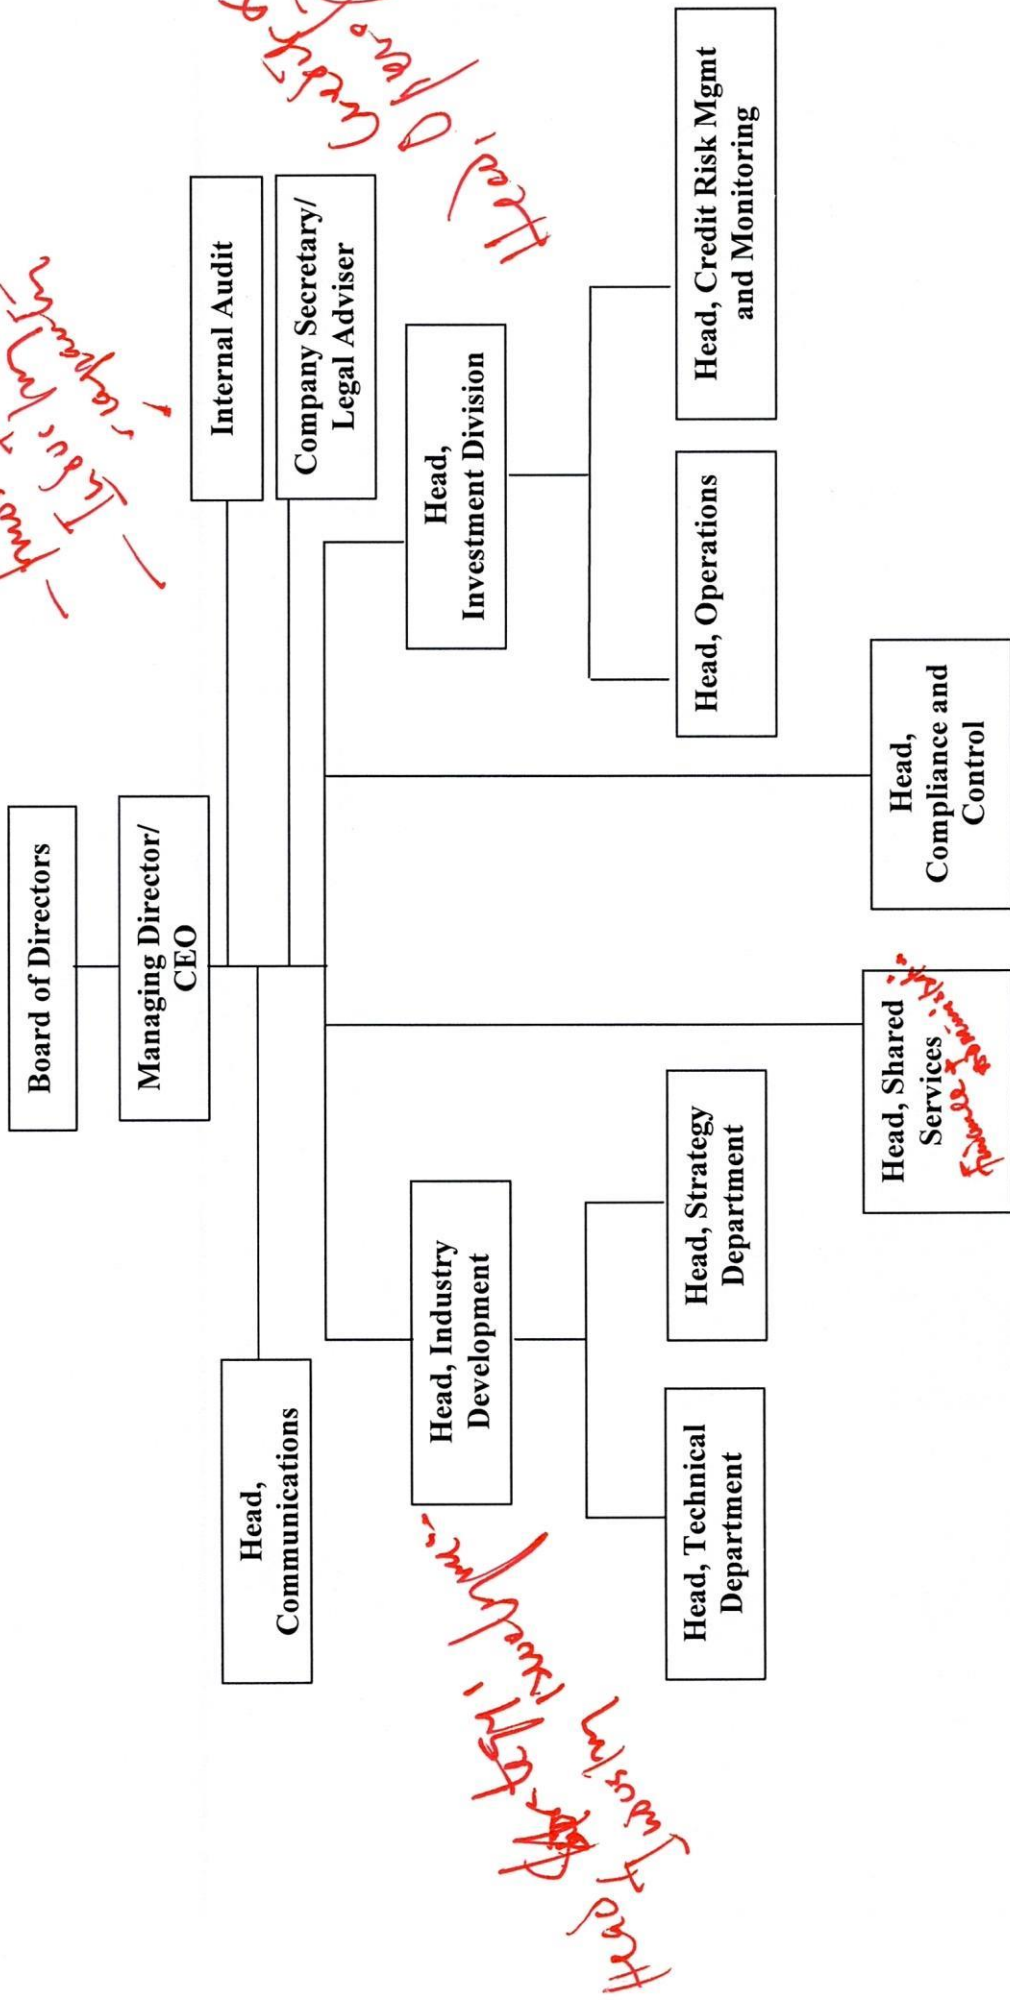 Board of Directors
Managing Director/
CEO
Internal Audit
Company Secretary/
Legal Adviser
Head,
Communications
Head, Industry
Development
Head,
Investment Division
Head, Technical
Department
Head, Strategy
Department
Head, Operations
Head, Credit Risk Mgmt
and Monitoring
Head, Shared
Services
Head,
Compliance and
Control
Head,
Credit &
Head